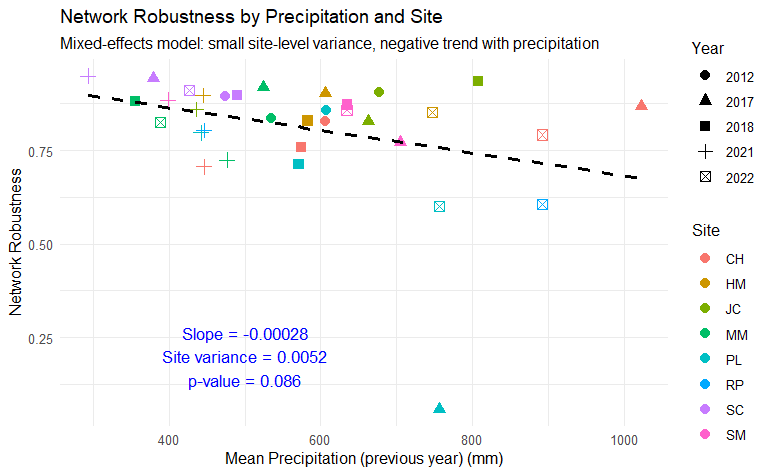 Network Robustness by Precipitation and Site
Mixed-effects model: small site-level variance, negative trend with precipitation
Network Robustness
0.75
0.50
0.25
Slope = -0.00028
Site variance = 0.0052
p-value = 0.086
400
600
800
1000
Mean Precipitation (previous year) (mm)
Year
2012
2017
2018
2021
2022
Site
CH
HM
JC
MM
PL
RP
SC
SM